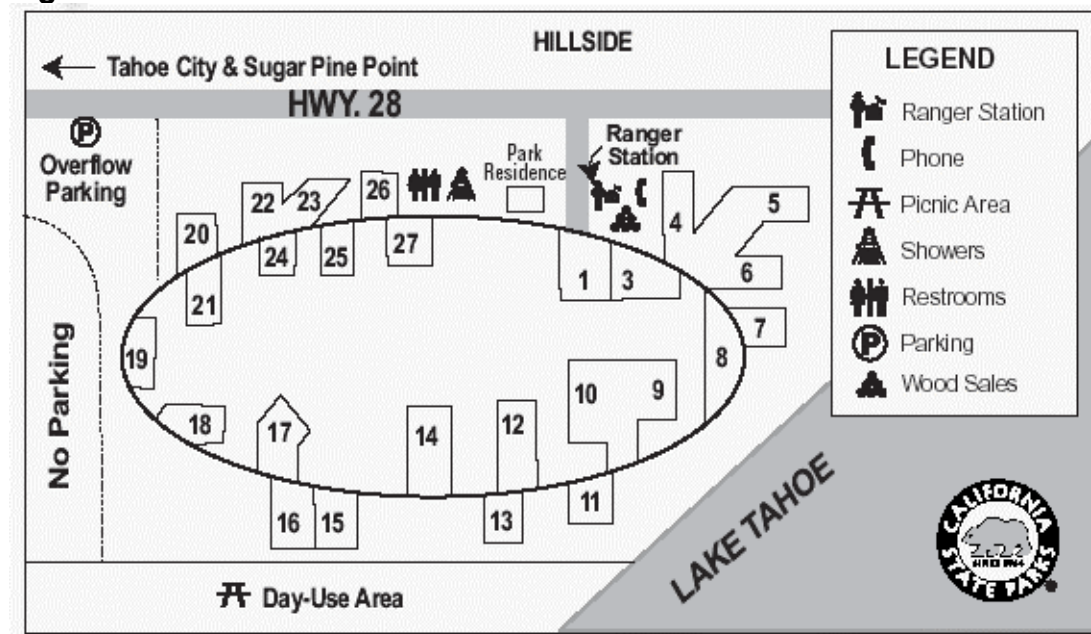 HILLSIDE
Tahoe City & Sugar Pine Point
HWY. 28
LEGEND
Ranger Station
Phone
Picnic Area
Showers
Restrooms
P Parking
Wood Sales
P
Overflow
Parking
No Parking
Park
Residence
Ranger
Station
22
23
26
20
24
25
27
21
4
5
1
3
6
7
8
19
18
17
14
12
10
9
16
15
13
11
LAKE TAHOE
Day-Use Area
CALIFORNIA
STATE PARKS
SINCE 1864